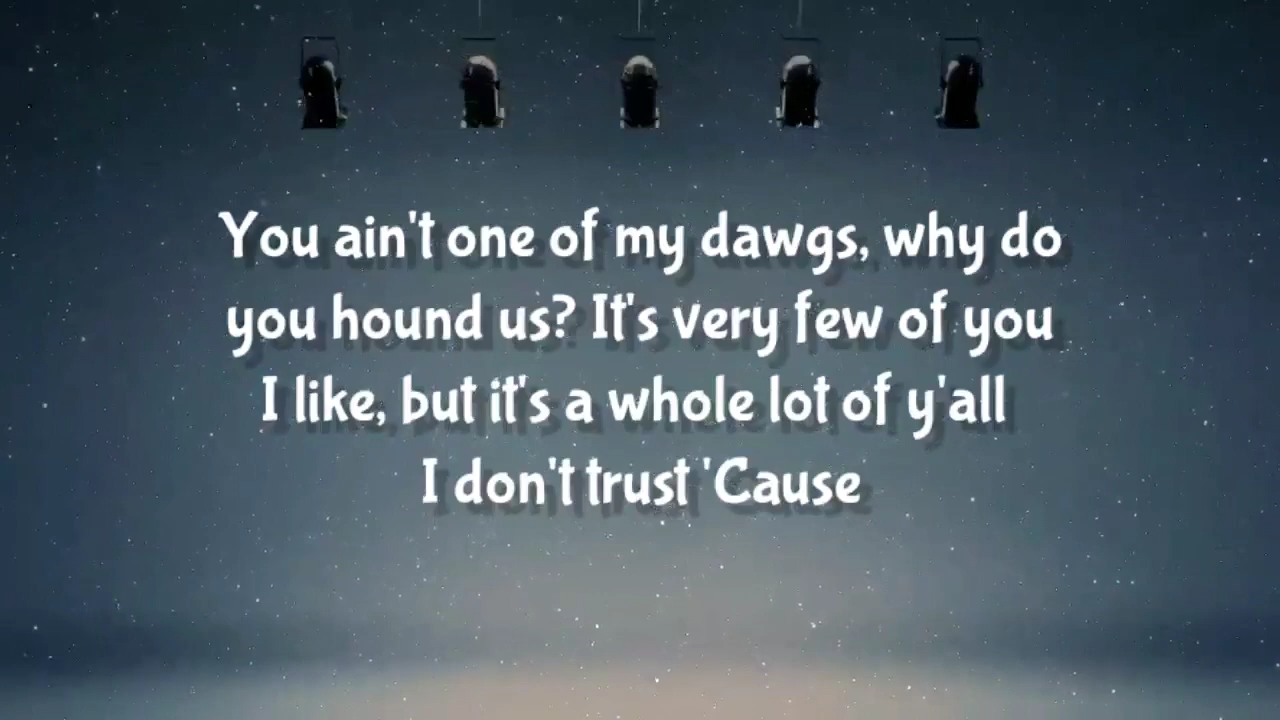 You ain't one of my dawgs, why do
you hound us? It's very few of you
I like, but it's a whole lot of y'all
I don't trust 'Cause